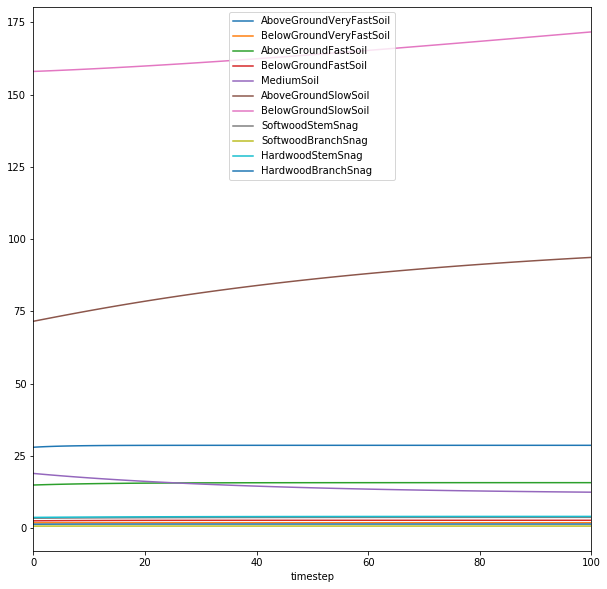 175
150
125
100
75
50
25
0
AboveGroundVeryFastSoil
BelowGroundVeryFastSoil
AboveGroundFastSoil
BelowGroundFastSoil
MediumSoil
AboveGroundSlowSoil
BelowGroundSlowSoil
SoftwoodStemSnag
SoftwoodBranchSnag
HardwoodStemSnag
HardwoodBranchSnag
0 20 40 60 80 100
timestep